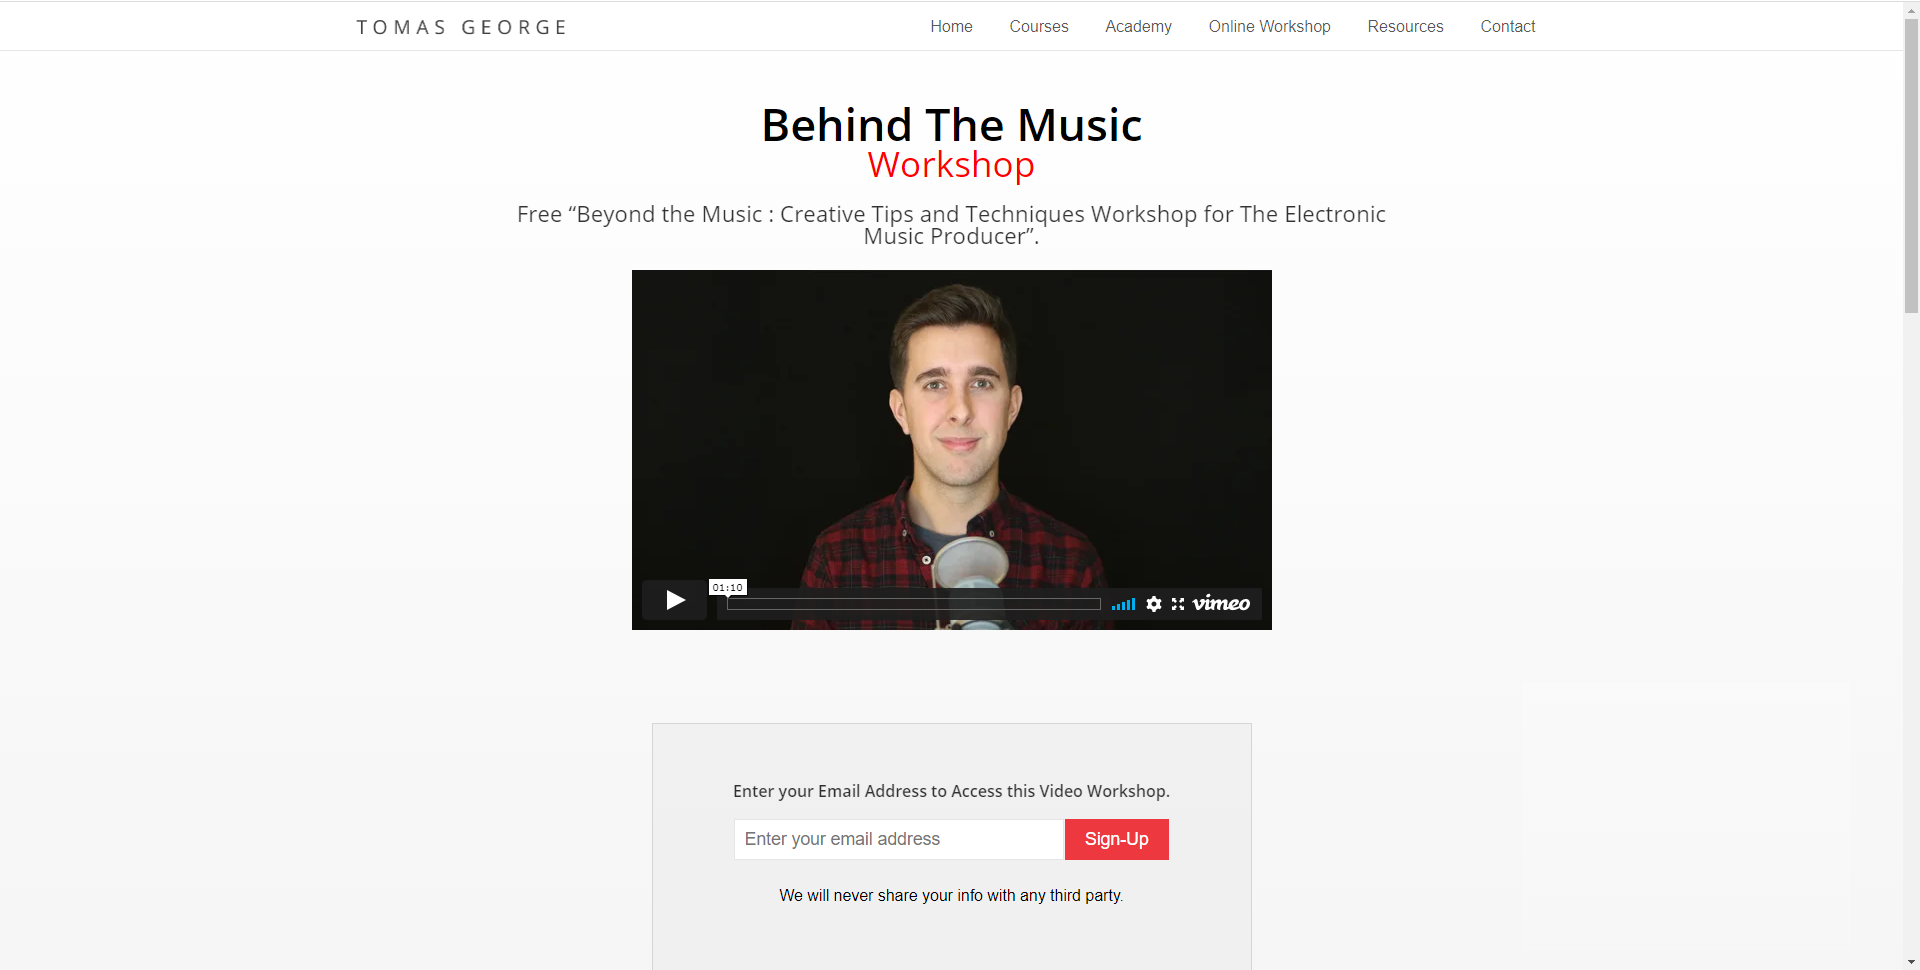 TOMAS GEORGE
Home Courses Academy Online Workshop Resources Contact
Behind The Music
Workshop
Free “Beyond the Music : Creative Tips and Techniques Workshop for The Electronic
Music Producer”.
01:10
vimeo
Enter your Email Address to Access this Video Workshop.
Enter your email address
Sign-Up
We will never share your info with any third party.